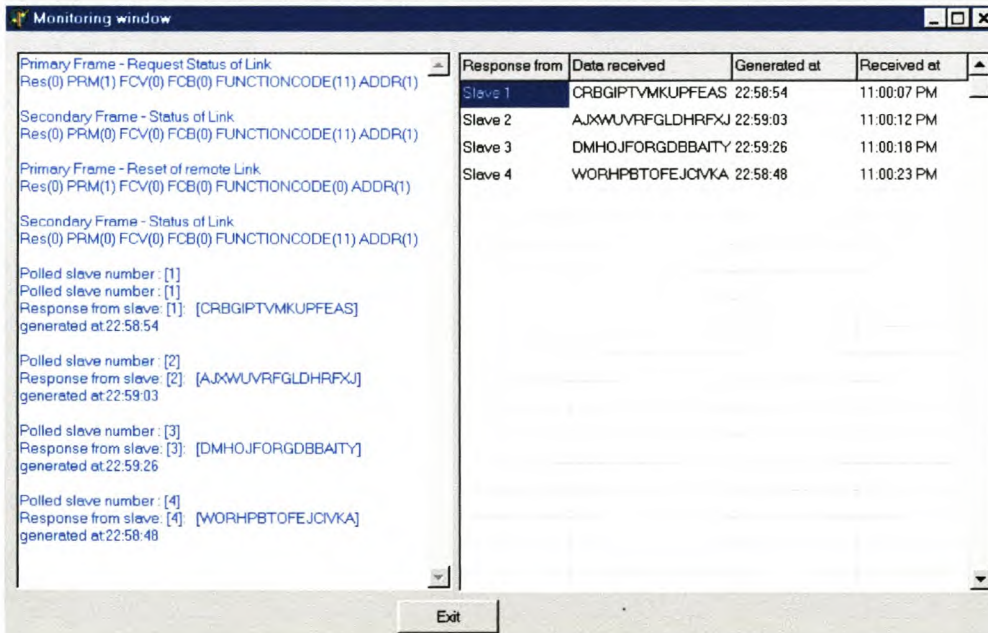 Monitoring window
Primary Frame - Request Status of Link
Res(0) PRM(1) FCV(0) FCB(0) FUNCTIONCODE(11) ADDR(1)
Secondary Frame - Status of Link
Res(0) PRM(0) FCV(0) FCB(0) FUNCTIONCODE(11) ADDR(1)
Primary Frame - Reset of remote Link
Res(0) PRM(1) FCV(0) FCB(0) FUNCTIONCODE(0) ADDR(1)
Secondary Frame - Status of Link
Res(0) PRM(0) FCV(0) FCB(0) FUNCTIONCODE(11) ADDR(1)
Polled slave number : [1]
Polled slave number : [1]
Response from slave: [1]: [CRBGIPTVMKUPFEAS]
generated at:22:58:54
Polled slave number : [2]
Response from slave: [2]: [AJXWUVRFGLDHRFXJ]
generated at:22:59:03
Polled slave number : [3]
Response from slave: [3]: [DMHOJFORGDBBAITY]
generated at:22:59:26
Polled slave number : [4]
Response from slave: [4]: [WORHPBTOFEJCIVKA]
generated at:22:58:48
Response from Data received Generated at Received at
Slave 1 CRBGIPTVMKUPFEAS 22:58:54 11:00:07 PM
Slave 2 AJXWUVRFGLDHRFXJ 22:59:03 11:00:12 PM
Slave 3 DMHOJFORGDBBAITY 22:59:26 11:00:18 PM
Slave 4 WORHPBTOFEJCIVKA 22:58:48 11:00:23 PM
Exit